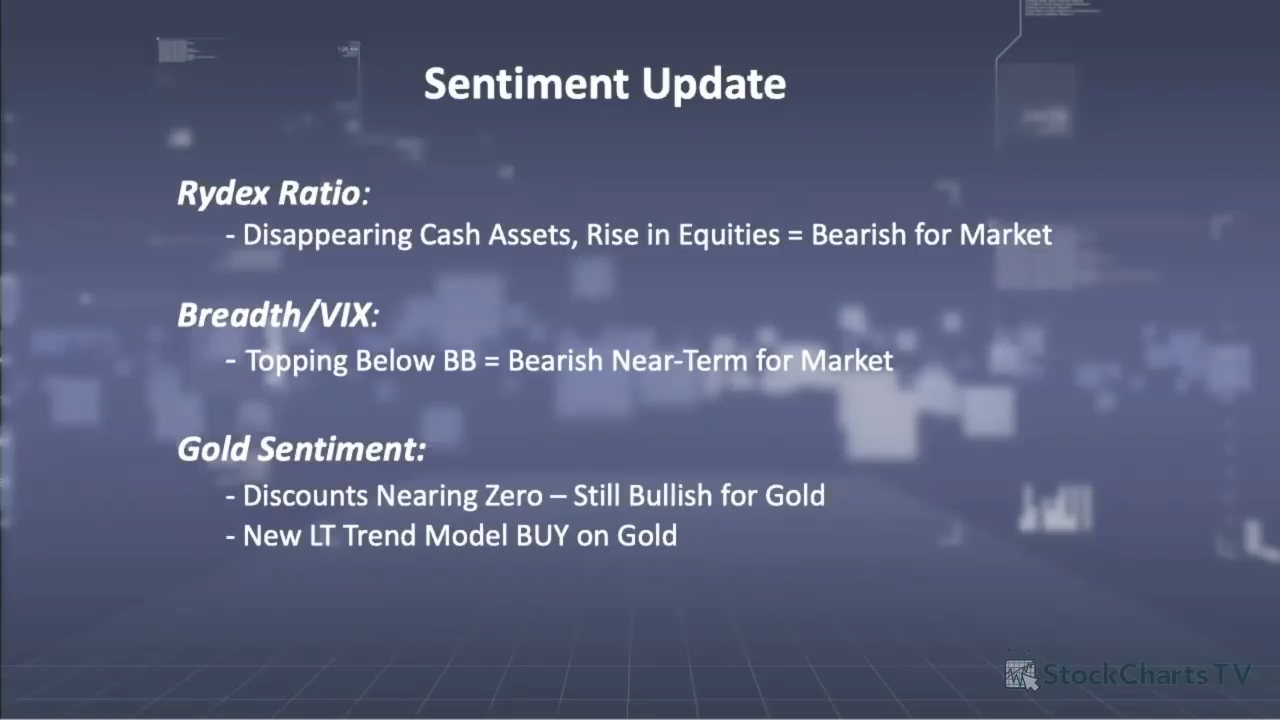 Sentiment Update
Rydex Ratio:
- Disappearing Cash Assets, Rise in Equities = Bearish for Market
Breadth/VIX:
- Topping Below BB = Bearish Near-Term for Market
Gold Sentiment:
- Discounts Nearing Zero – Still Bullish for Gold
- New LT Trend Model BUY on Gold
StockChartsTV